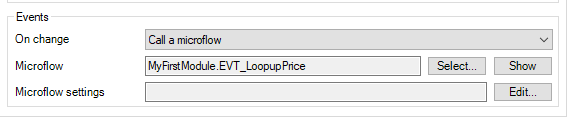 Events
On change Call a microflow
Microflow MyFirstModule.EVT_LoopupPrice Select... Show
Microflow settings Edit...